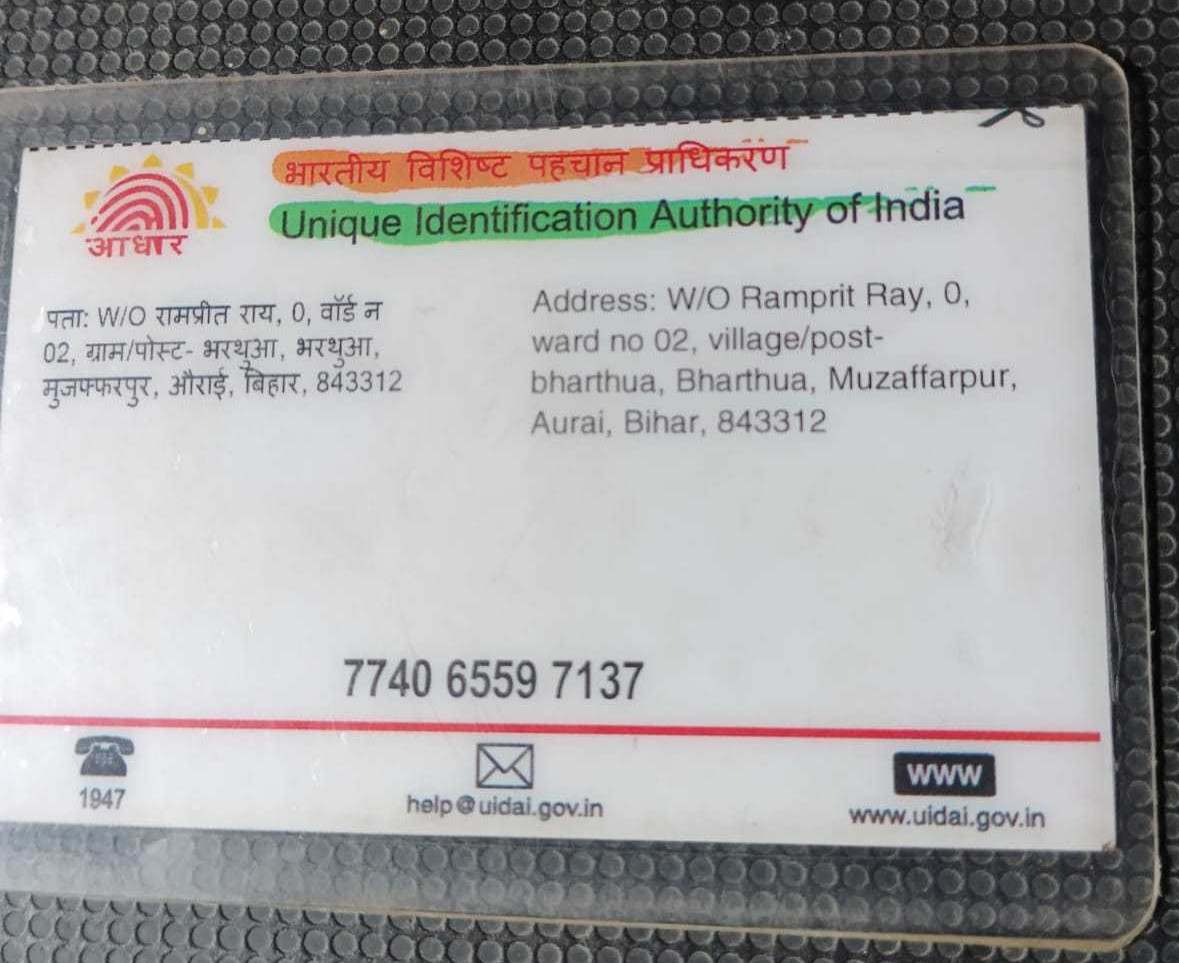 भारतीय विशिष्ट पहचान प्राधिकरण
Unique Identification Authority of India
आधार
पता: W/O रामप्रीत राय, 0, वॉर्ड न
02, ग्राम/पोस्ट- भरथुआ, भरथुआ,
मुजफ्फरपुर, औराई, बिहार, 843312
Address: W/O Ramprit Ray, 0,
ward no 02, village/post-
bharthua, Bharthua, Muzaffarpur,
Aurai, Bihar, 843312
7740 6559 7137
1947
help@uidai.gov.in
www
www.uidai.gov.in